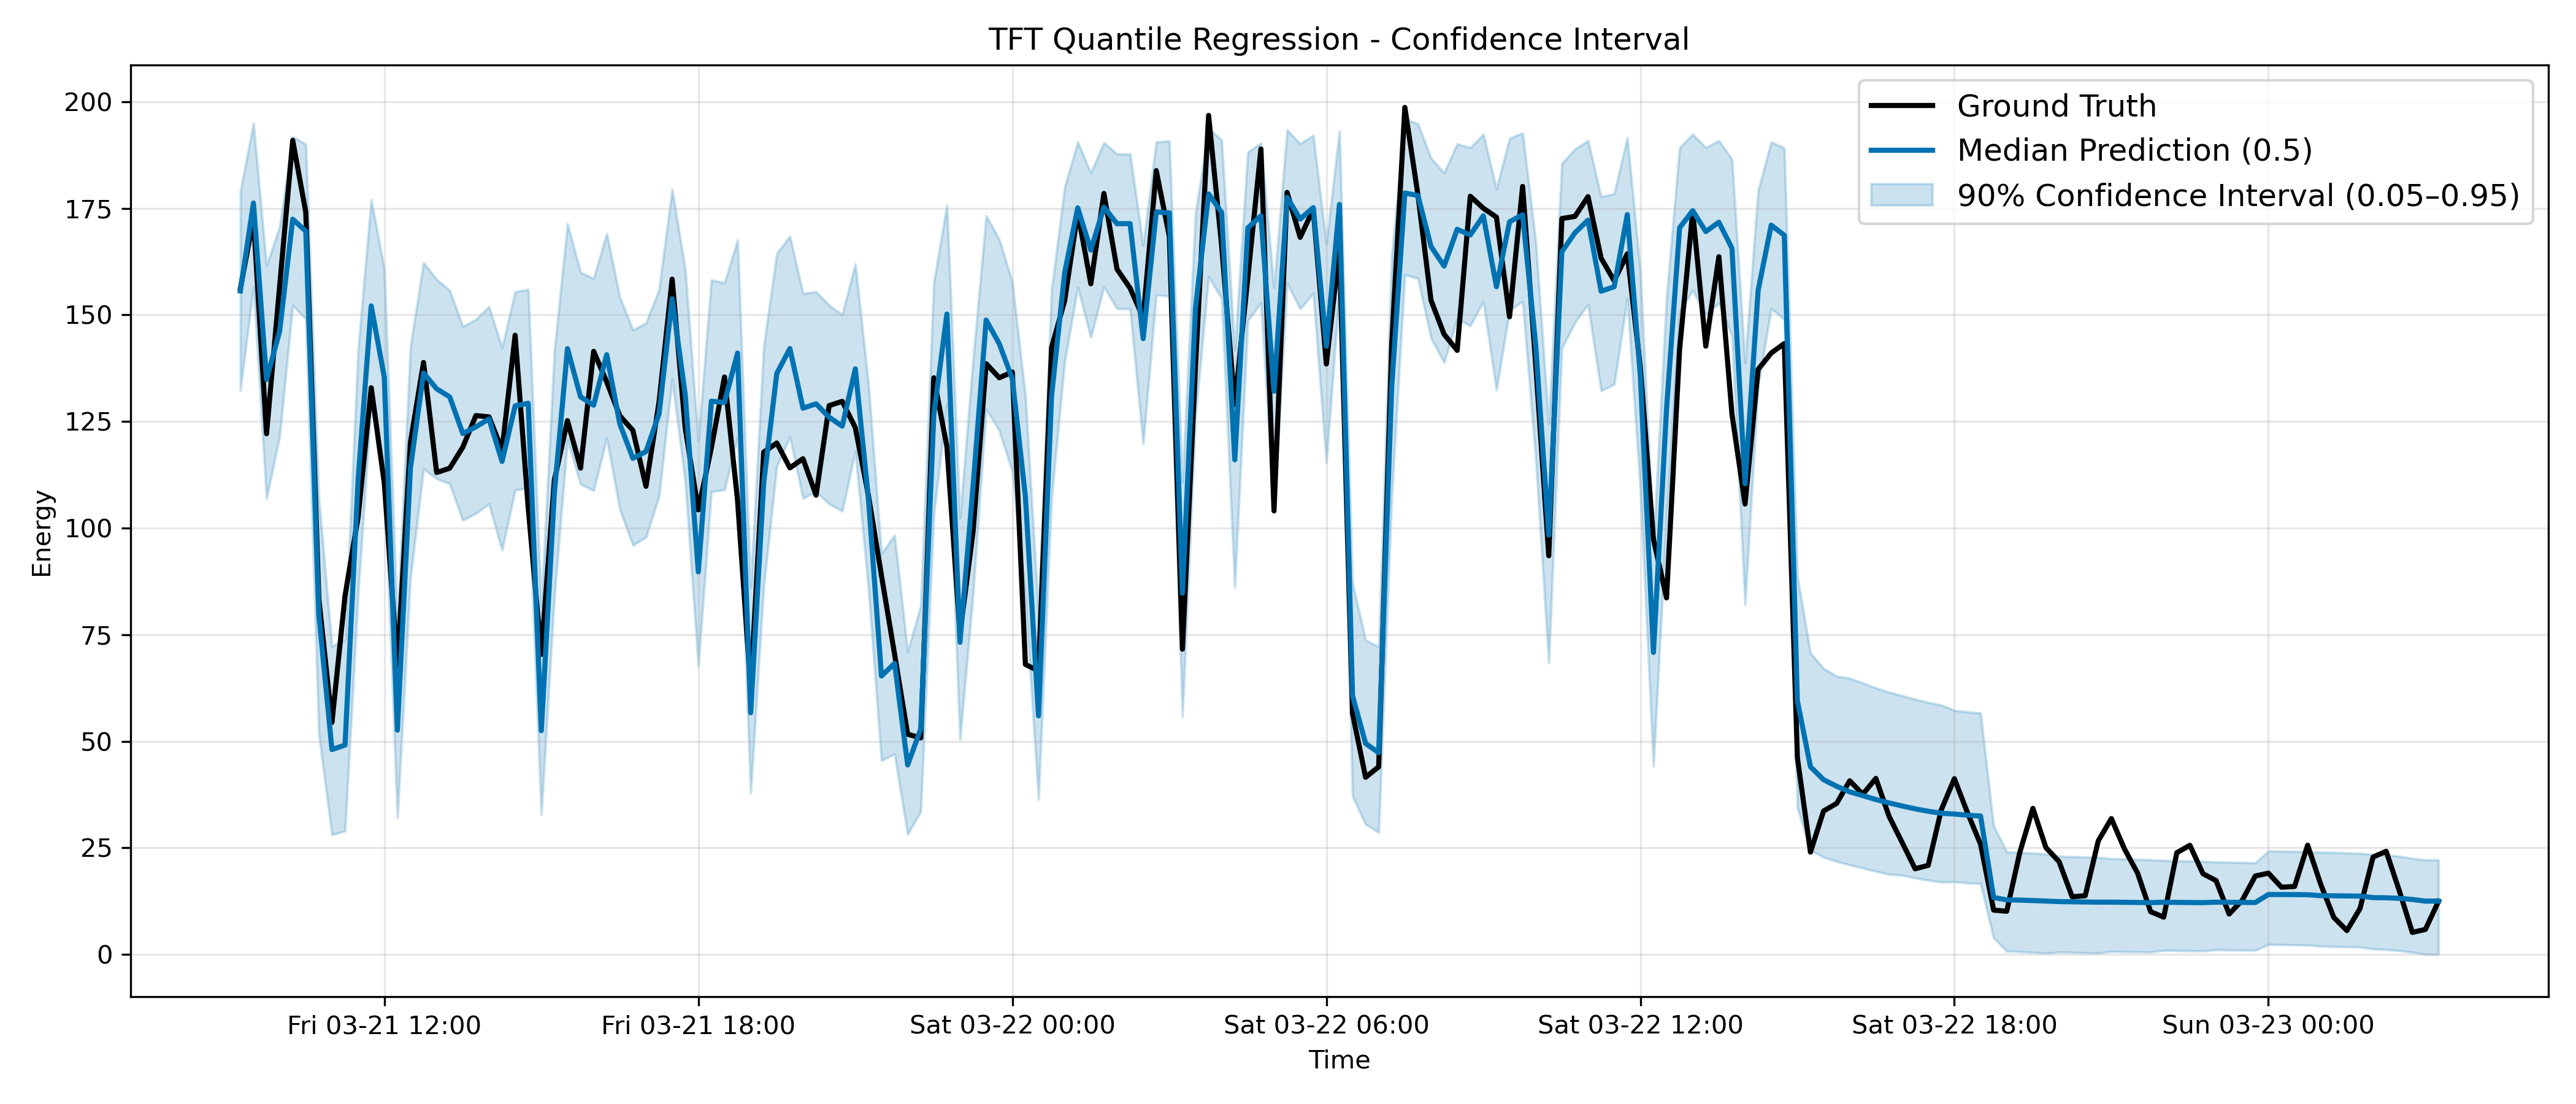 TFT Quantile Regression - Confidence Interval
Ground Truth
Median Prediction (0.5)
90% Confidence Interval (0.05–0.95)
Energy
200
175
150
125
100
75
50
25
0
Fri 03-21 12:00
Fri 03-21 18:00
Sat 03-22 00:00
Sat 03-22 06:00
Sat 03-22 12:00
Sat 03-22 18:00
Sun 03-23 00:00
Time